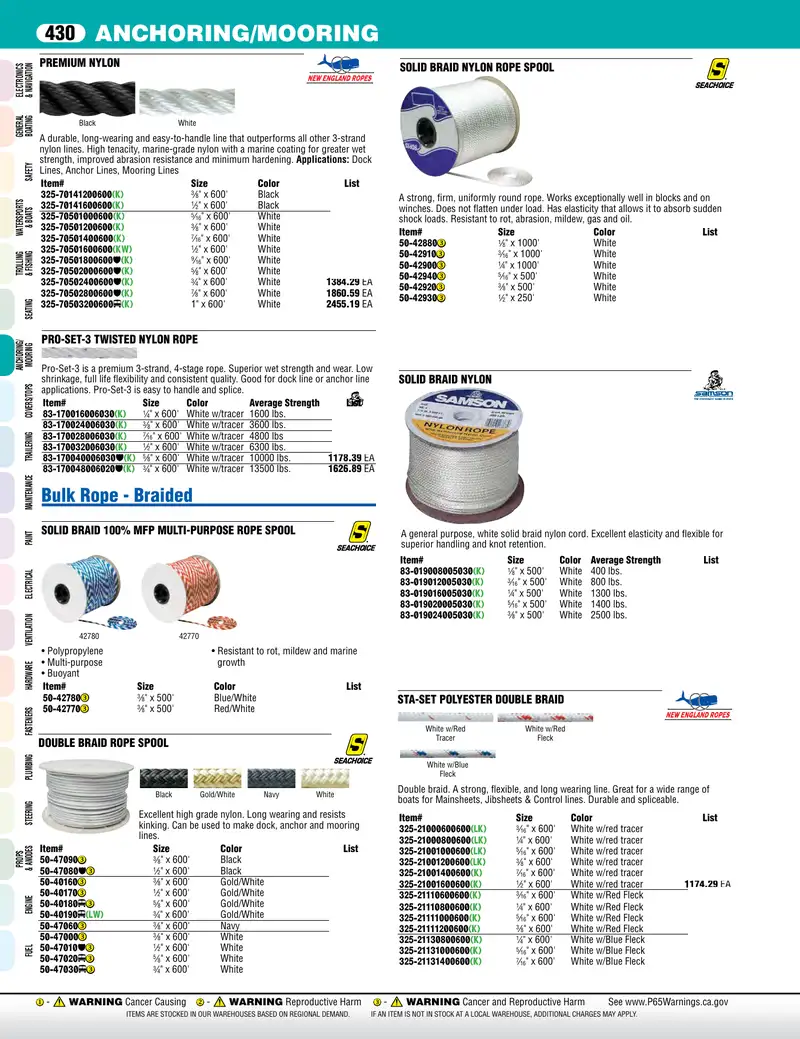 430 ANCHORING/MOORING
ELECTRONICS
& NAVIGATION
GENERAL
BOATING
SAFETY
WATERSPORTS
& BOATS
TROLLING
& FISHING
SEATING
ANCHORING/
MOORING
COVERS/TOPS
TRAILERING
MAINTENANCE
PAINT
ELECTRICAL
VENTILATION
HARDWARE
FASTENERS
PLUMBING
STEERING
PROPS
& ANODES
ENGINE
FUEL
PREMIUM NYLON
NEW ENGLAND ROPES
Black White
A durable, long-wearing and easy-to-handle line that outperforms all other 3-strand
nylon lines. High tenacity, marine-grade nylon with a marine coating for greater wet
strength, improved abrasion resistance and minimum hardening. Applications: Dock
Lines, Anchor Lines, Mooring Lines
Item# Size Color List
325-70141200600(K) ⅜" x 600' Black
325-70141600600(K) ½" x 600' Black
325-70501000600(K) 5⁄16" x 600' White
325-70501200600(K) ⅜" x 600' White
325-70501400600(K) 7⁄16" x 600' White
325-70501600600(KW) ½" x 600' White
325-70501800600(K) 9⁄16" x 600' White
325-70502000600(K) ⅝" x 600' White
325-70502400600(K) ¾" x 600' White 1384.29 EA
325-70502800600(K) ⅞" x 600' White 1860.59 EA
325-70503200600(K) 1" x 600' White 2455.19 EA
PRO-SET-3 TWISTED NYLON ROPE
Pro-Set-3 is a premium 3-strand, 4-stage rope. Superior wet strength and wear. Low
shrinkage, full life flexibility and consistent quality. Good for dock line or anchor line
applications. Pro-Set-3 is easy to handle and splice.
Item# Size Color Average Strength List
83-170016006030(K) ¼" x 600' White w/tracer 1600 lbs.
83-170024006030(K) ⅜" x 600' White w/tracer 3600 lbs.
83-170028006030(K) 7⁄16" x 600' White w/tracer 4800 lbs
83-170032006030(K) ½" x 600' White w/tracer 6300 lbs.
83-170040006030(K) ⅝" x 600' White w/tracer 10000 lbs. 1178.39 EA
83-170048006020(K) ¾" x 600' White w/tracer 13500 lbs. 1626.89 EA
Bulk Rope - Braided
SOLID BRAID 100% MFP MULTI-PURPOSE ROPE SPOOL
SEACHOICE
42780 42770
• Polypropylene
• Multi-purpose
• Buoyant
• Resistant to rot, mildew and marine
growth
Item# Size Color List
50-42780 3 ⅜" x 500' Blue/White
50-42770 3 ⅜" x 500' Red/White
DOUBLE BRAID ROPE SPOOL
SEACHOICE
Black Gold/White Navy White
Excellent high grade nylon. Long wearing and resists
kinking. Can be used to make dock, anchor and mooring
lines.
Item# Size Color List
50-47090 3 ⅜" x 600' Black
50-47080 3 ½" x 600' Black
50-40160 3 ⅜" x 600' Gold/White
50-40170 3 ½" x 600' Gold/White
50-40180 3 ⅝" x 600' Gold/White
50-40190(LW) ¾" x 600' Gold/White
50-47060 3 ⅜" x 600' Navy
50-47000 3 ⅜" x 600' White
50-47010 3 ½" x 600' White
50-47020 3 ⅝" x 600' White
50-47030 3 ¾" x 600' White
SOLID BRAID NYLON ROPE SPOOL
SEACHOICE
A strong, firm, uniformly round rope. Works exceptionally well in blocks and on
winches. Does not flatten under load. Has elasticity that allows it to absorb sudden
shock loads. Resistant to rot, abrasion, mildew, gas and oil.
Item# Size Color List
50-42880 3 ⅛" x 1000' White
50-42910 3 3⁄16" x 1000' White
50-42900 3 ¼" x 1000' White
50-42940 3 5⁄16" x 500' White
50-42920 3 ⅜" x 500' White
50-42930 3 ½" x 250' White
SOLID BRAID NYLON
SAMSON
SAMSON
NYLON ROPE
A general purpose, white solid braid nylon cord. Excellent elasticity and flexible for
superior handling and knot retention.
Item# Size Color Average Strength List
83-019008005030(K) ⅛" x 500' White 400 lbs.
83-019012005030(K) 3⁄16" x 500' White 800 lbs.
83-019016005030(K) ¼" x 500' White 1300 lbs.
83-019020005030(K) 5⁄16" x 500' White 1400 lbs.
83-019024005030(K) ⅜" x 500' White 2500 lbs.
STA-SET POLYESTER DOUBLE BRAID
NEW ENGLAND ROPES
White w/Red
Tracer
White w/Red
Fleck
White w/Blue
Fleck
Double braid. A strong, flexible, and long wearing line. Great for a wide range of
boats for Mainsheets, Jibsheets & Control lines. Durable and spliceable.
Item# Size Color List
325-21000600600(LK) 3⁄16" x 600' White w/red tracer
325-21000800600(LK) ¼" x 600' White w/red tracer
325-21001000600(LK) 5⁄16" x 600' White w/red tracer
325-21001200600(LK) ⅜" x 600' White w/red tracer
325-21001400600(K) 7⁄16" x 600' White w/red tracer
325-21001600600(K) ½" x 600' White w/red tracer 1174.29 EA
325-21110600600(K) 3⁄16" x 600' White w/Red Fleck
325-21110800600(K) ¼" x 600' White w/Red Fleck
325-21111000600(K) 5⁄16" x 600' White w/Red Fleck
325-21111200600(K) ⅜" x 600' White w/Red Fleck
325-21130800600(K) ¼" x 600' White w/Blue Fleck
325-21131000600(K) 5⁄16" x 600' White w/Blue Fleck
325-21131400600(K) 7⁄16" x 600' White w/Blue Fleck
1 - WARNING Cancer Causing 2 - WARNING Reproductive Harm 3 - WARNING Cancer and Reproductive Harm See www.P65Warnings.ca.gov
ITEMS ARE STOCKED IN OUR WAREHOUSES BASED ON REGIONAL DEMAND. IF AN ITEM IS NOT IN STOCK AT A LOCAL WAREHOUSE, ADDITIONAL CHARGES MAY APPLY.